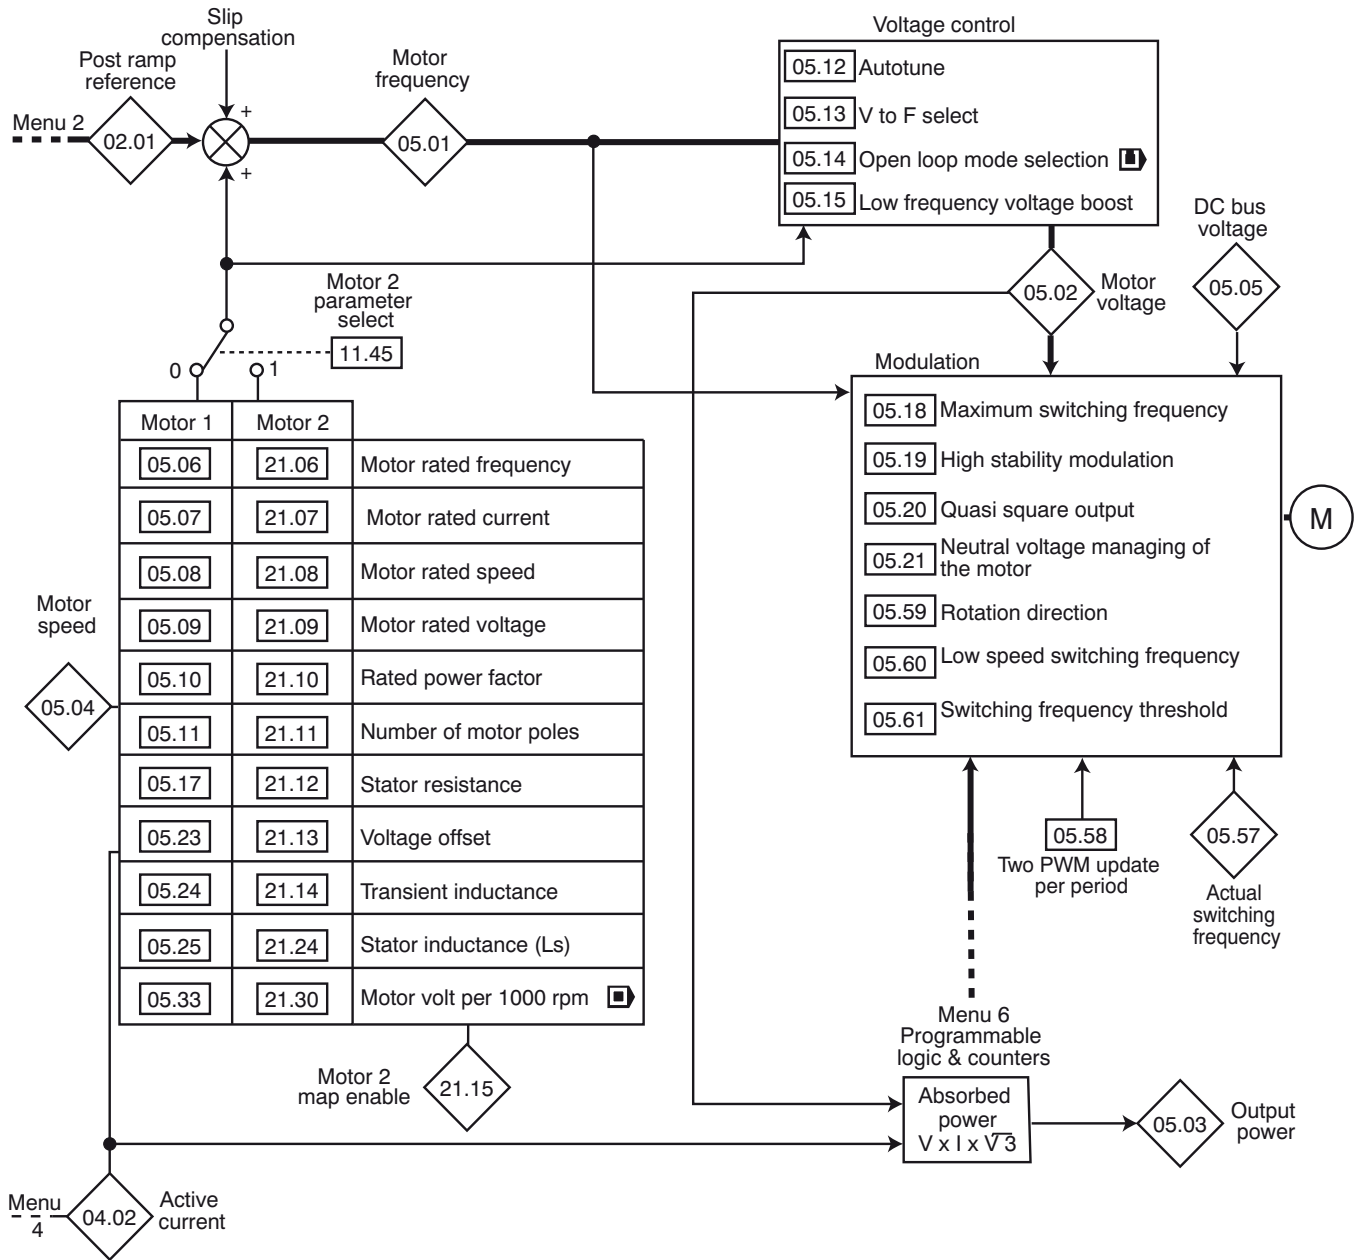 Slip
compensation
Post ramp
reference
Motor
frequency
Menu 2
02.01
+
+
05.01
Voltage control
05.12 Autotune
05.13 V to F select
05.14 Open loop mode selection
05.15 Low frequency voltage boost
DC bus
voltage
05.05
05.02
Motor
voltage
Motor 2
parameter
select
11.45
0
1
Motor 1 Motor 2
05.06 21.06 Motor rated frequency
05.07 21.07 Motor rated current
05.08 21.08 Motor rated speed
05.09 21.09 Motor rated voltage
05.10 21.10 Rated power factor
05.11 21.11 Number of motor poles
05.17 21.12 Stator resistance
05.23 21.13 Voltage offset
05.24 21.14 Transient inductance
05.25 21.24 Stator inductance (Ls)
05.33 21.30 Motor volt per 1000 rpm
Motor
speed
05.04
Motor 2
map enable
21.15
Modulation
05.18 Maximum switching frequency
05.19 High stability modulation
05.20 Quasi square output
05.21 Neutral voltage managing of
the motor
05.59 Rotation direction
05.60 Low speed switching frequency
05.61 Switching frequency threshold
M
05.58
Two PWM update
per period
05.57
Actual
switching
frequency
Menu 6
Programmable
logic & counters
Absorbed
power
V x I x √3
05.03
Output
power
Menu
4
04.02
Active
current